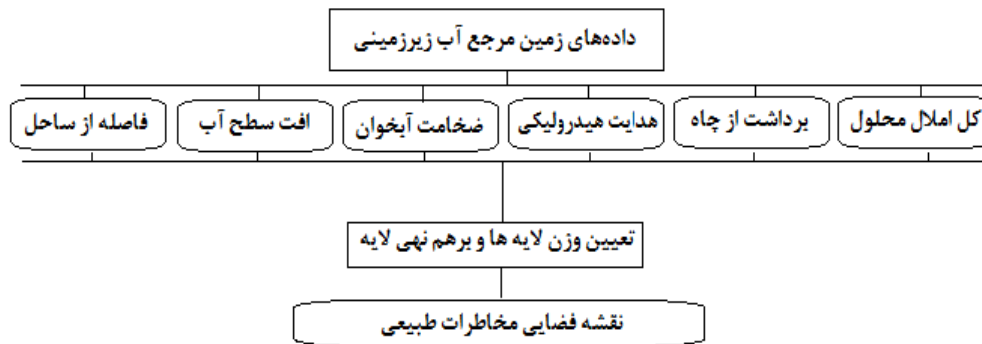 داده‌های زمین مرجع آب زیرزمینی
کل املال محلول
برداشت از چاه
هدایت هیدرولیکی
ضخامت آبخوان
افت سطح آب
فاصله از ساحل
تعیین وزن لایه ها و برهم نهی لایه
نقشه فضایی مخاطرات طبیعی